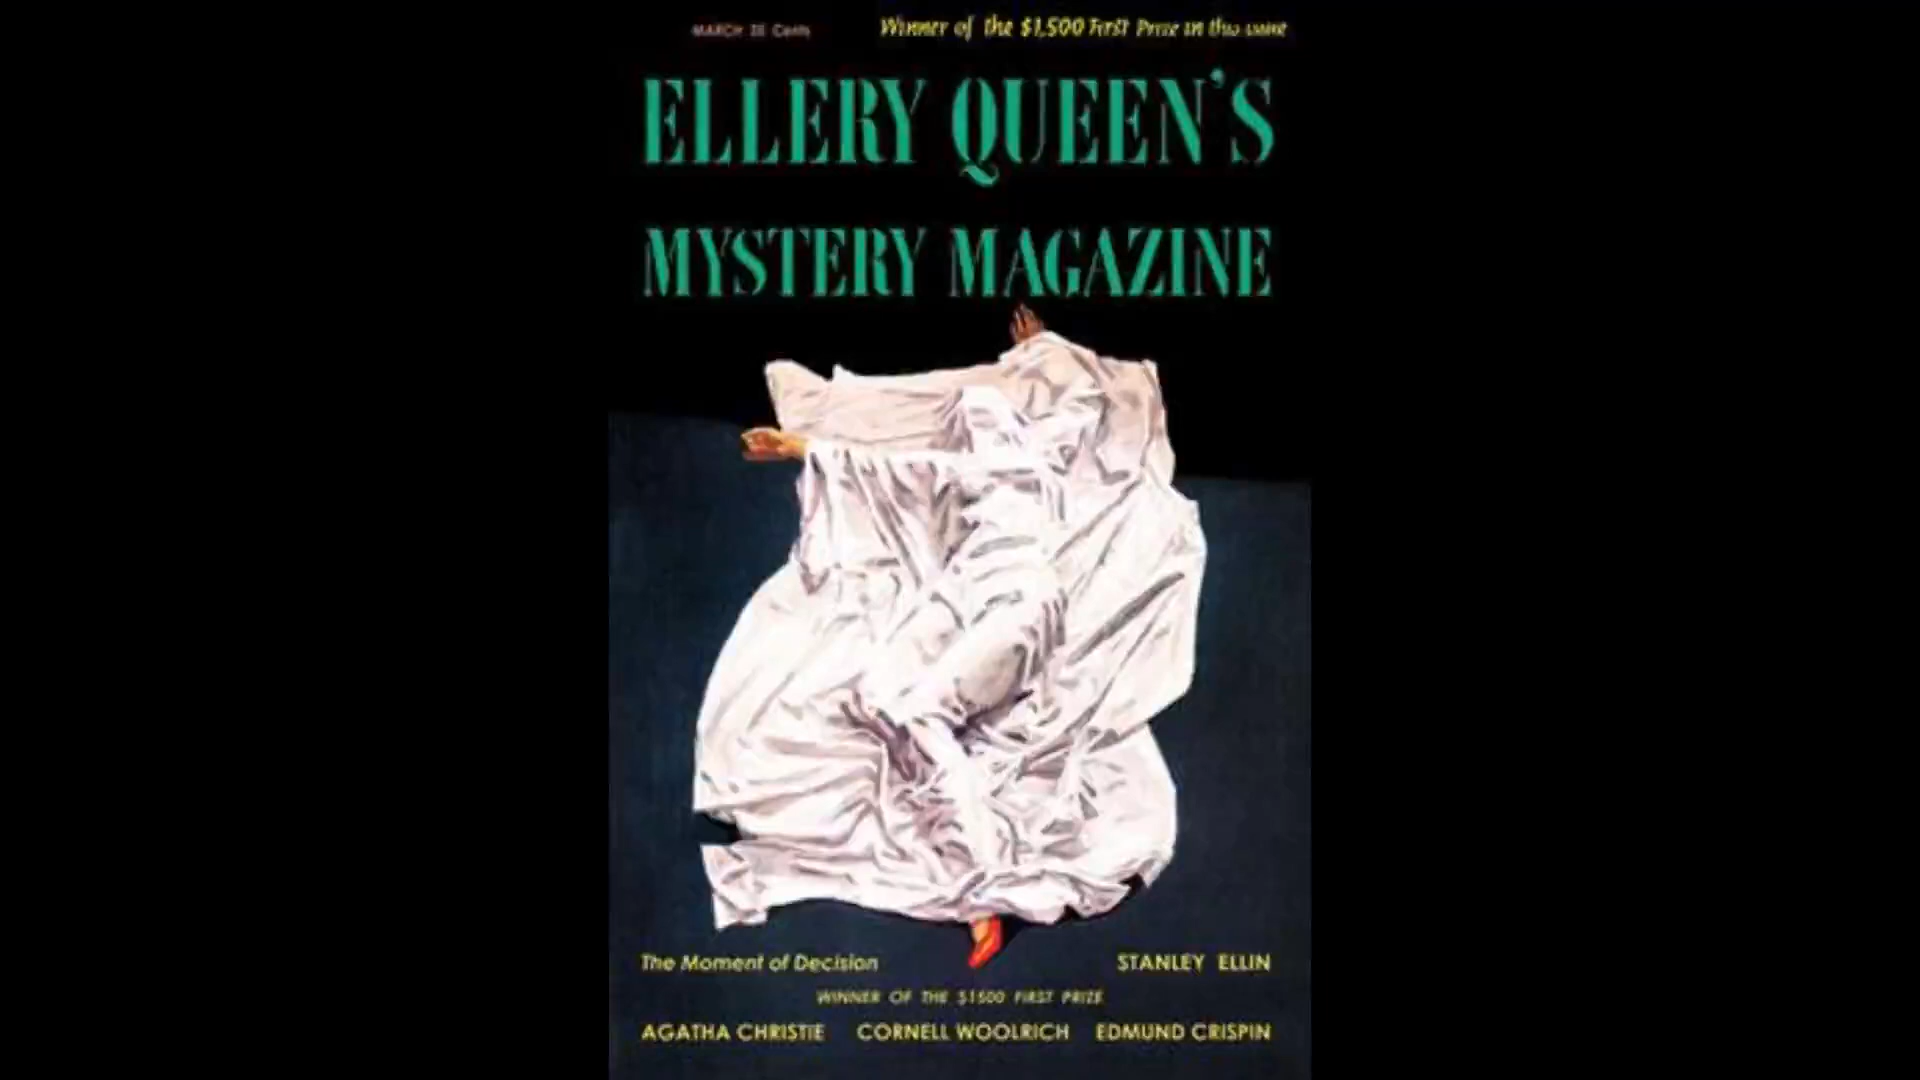 MARCH 35 Cents
Winner of the $1,500 First Prize in this issue
ELLERY QUEEN'S
MYSTERY MAGAZINE
The Moment of Decision STANLEY ELLIN
WINNER OF THE $1500 FIRST PRIZE
AGATHA CHRISTIE CORNELL WOOLRICH EDMUND CRISPIN